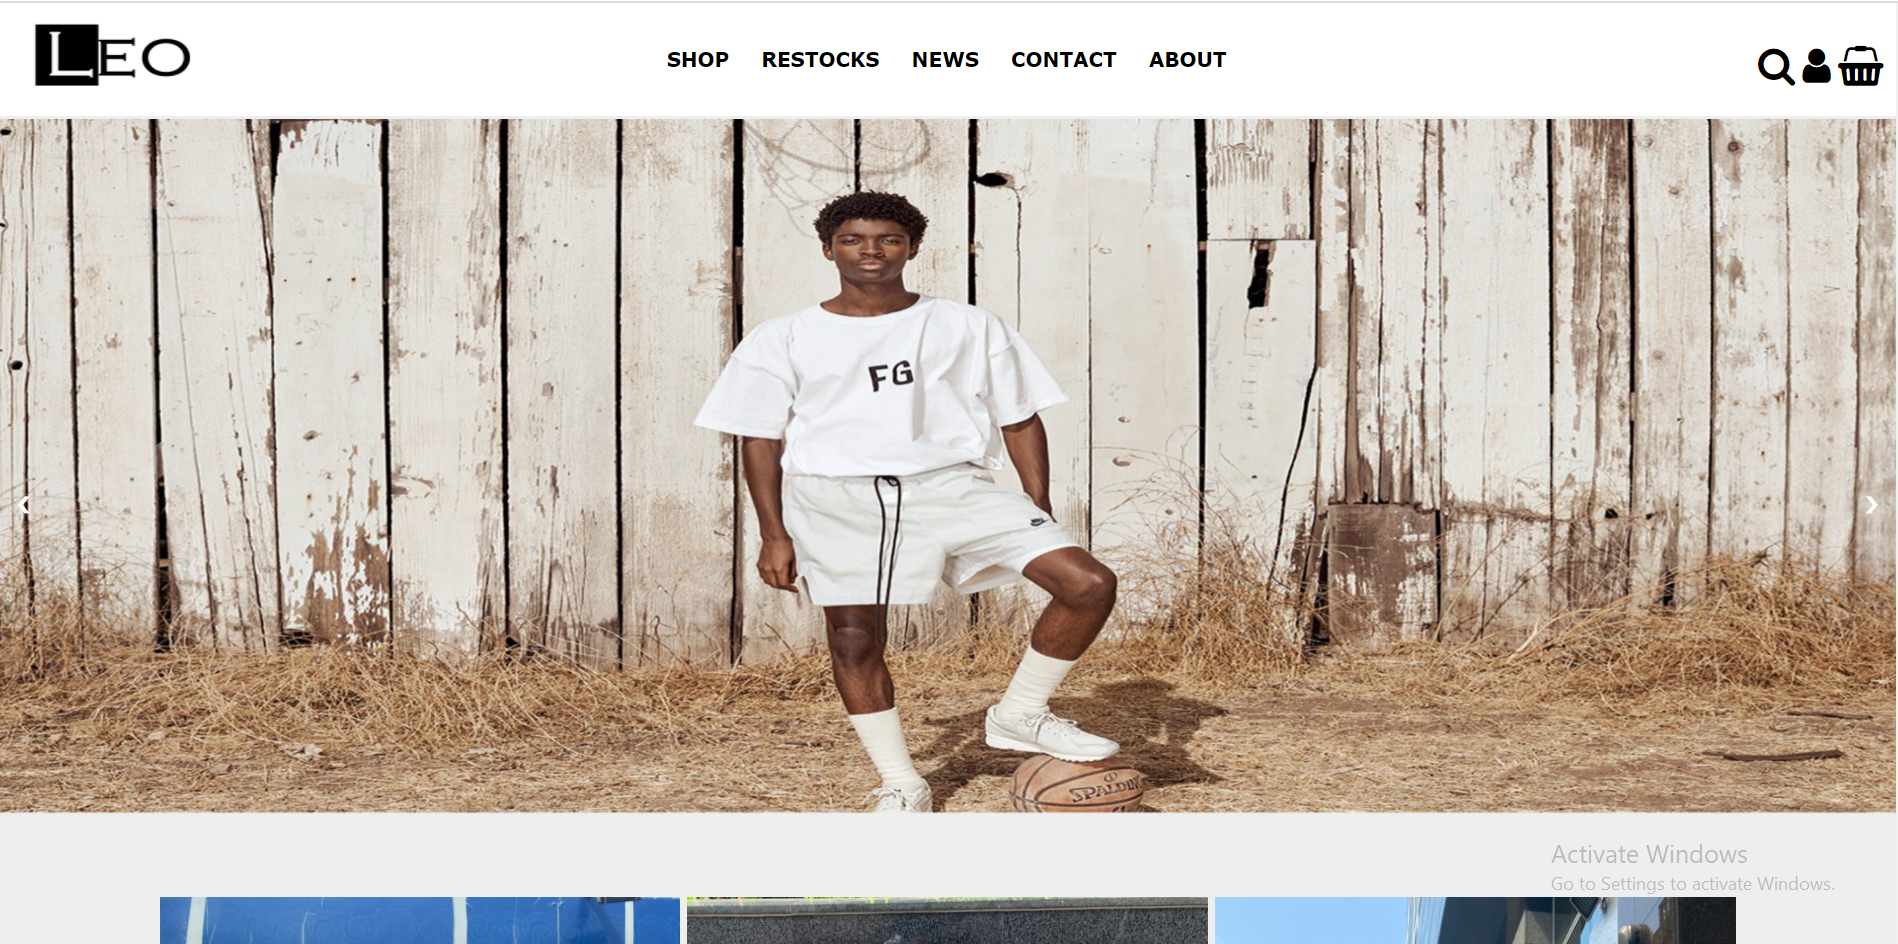 LEO
SHOP RESTOCKS NEWS CONTACT ABOUT
FG
SPALDING
Activate Windows
Go to Settings to activate Windows.